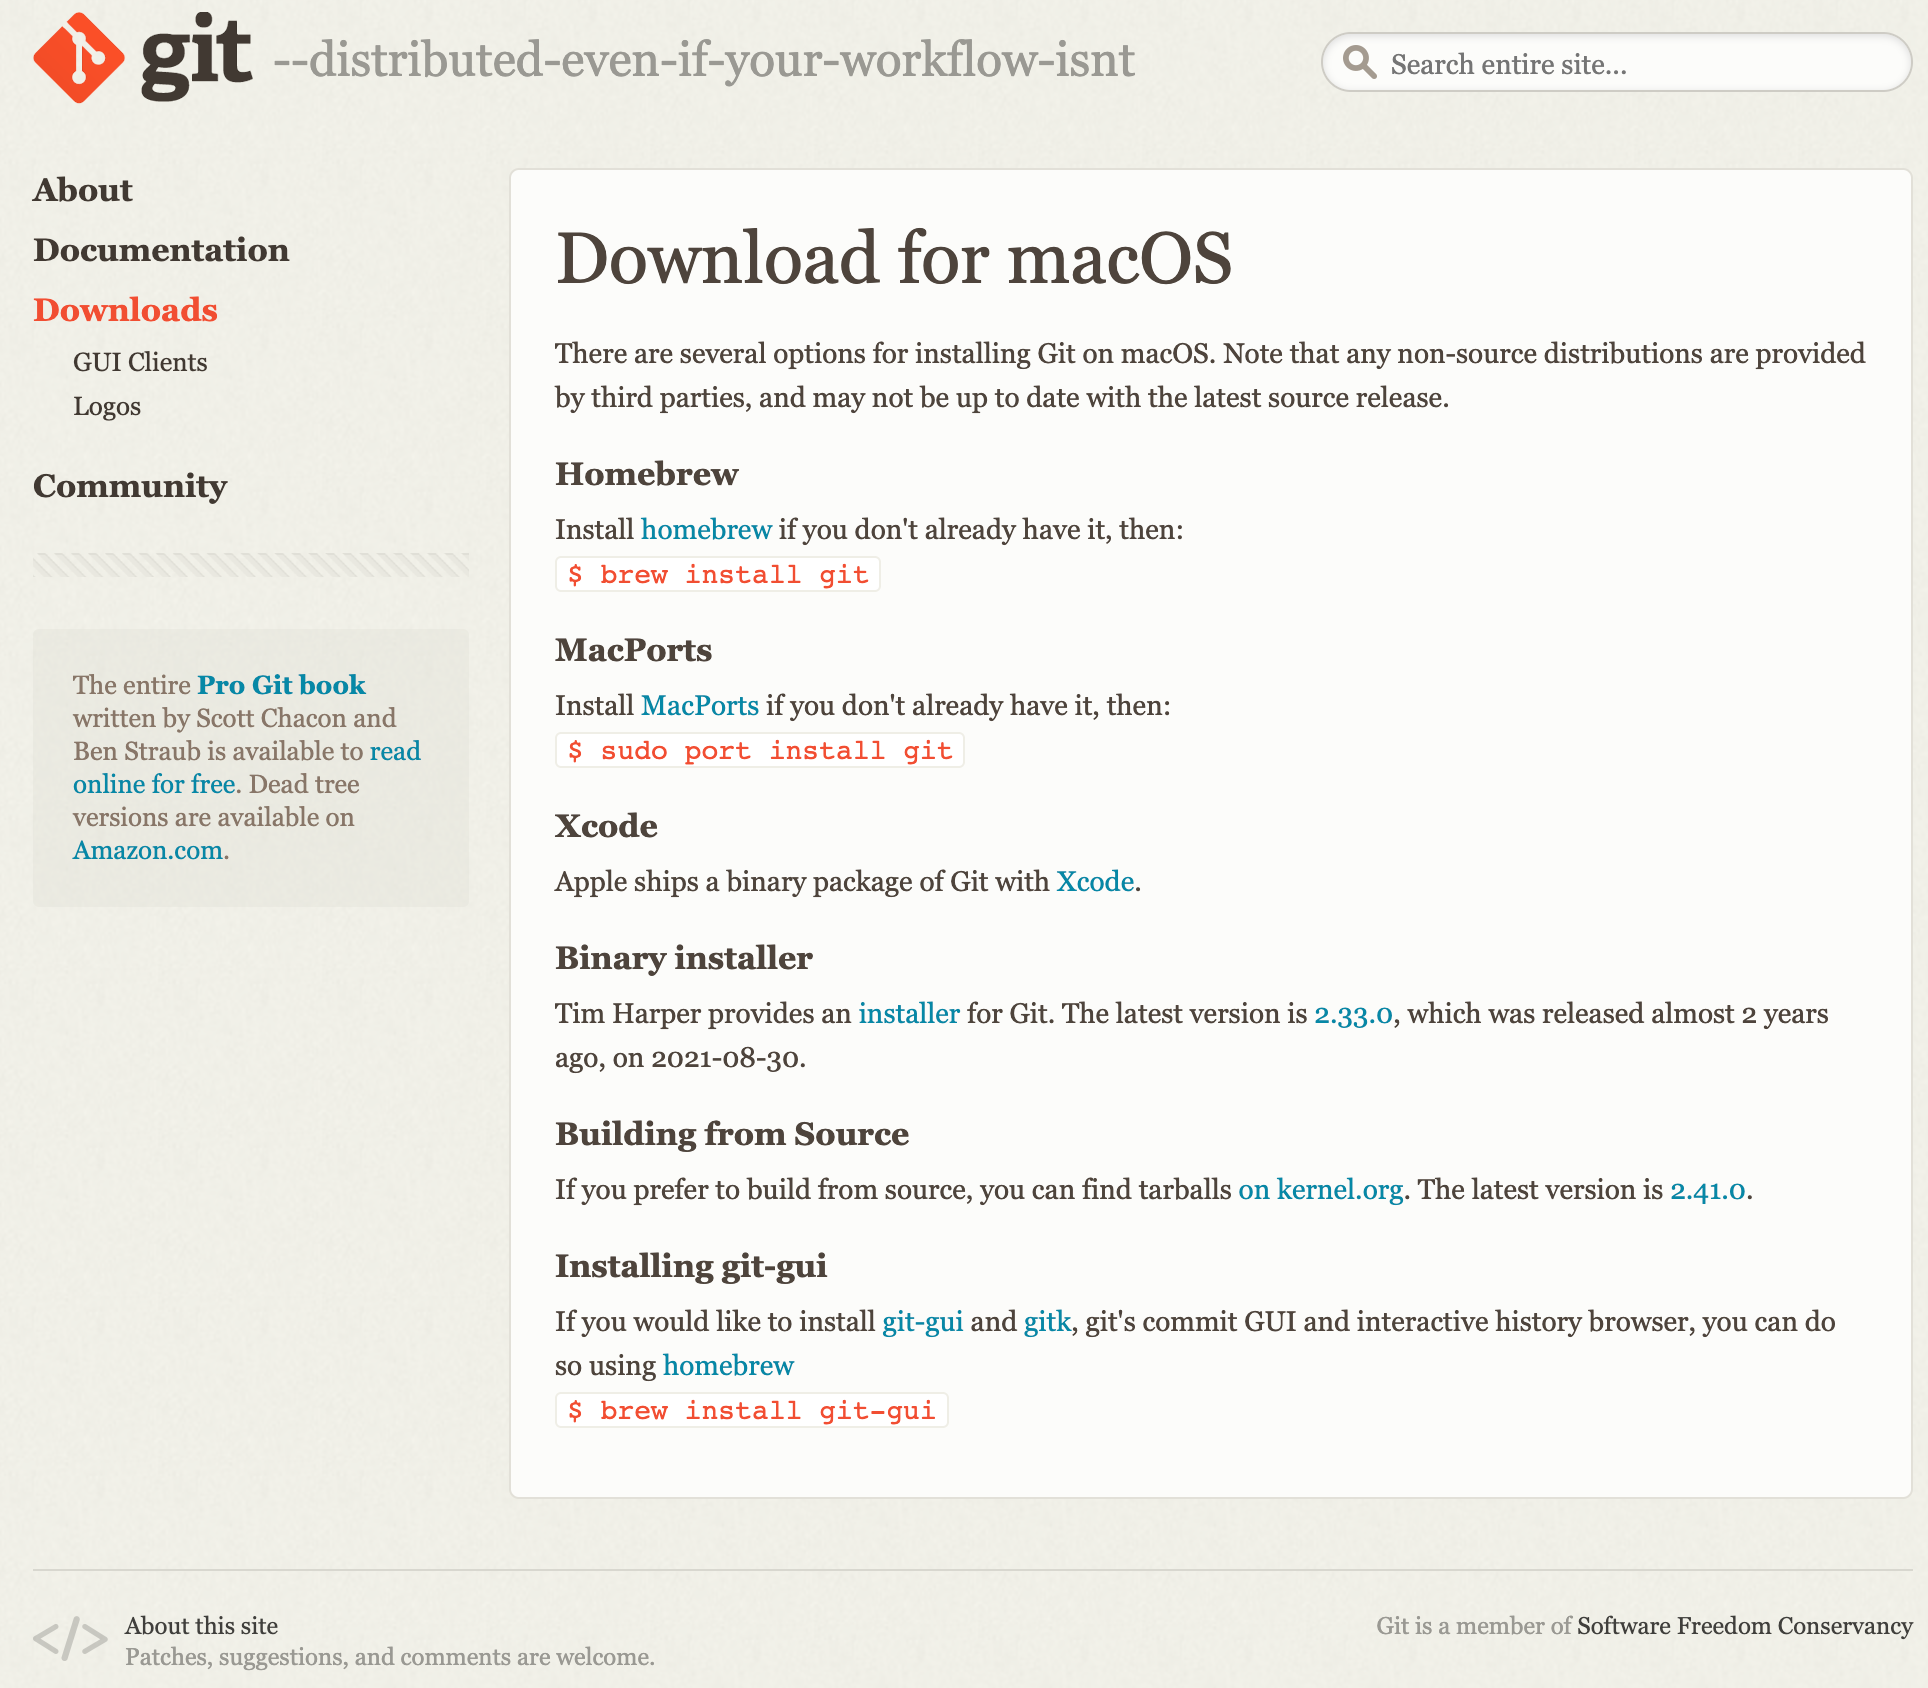 git --distributed-even-if-your-workflow-isnt
Search entire site...
About
Documentation
Downloads
GUI Clients
Logos
Community
The entire Pro Git book
written by Scott Chacon and
Ben Straub is available to read
online for free. Dead tree
versions are available on
Amazon.com.
Download for macOS
There are several options for installing Git on macOS. Note that any non-source distributions are provided
by third parties, and may not be up to date with the latest source release.
Homebrew
Install homebrew if you don't already have it, then:
$ brew install git
MacPorts
Install MacPorts if you don't already have it, then:
$ sudo port install git
Xcode
Apple ships a binary package of Git with Xcode.
Binary installer
Tim Harper provides an installer for Git. The latest version is 2.33.0, which was released almost 2 years
ago, on 2021-08-30.
Building from Source
If you prefer to build from source, you can find tarballs on kernel.org. The latest version is 2.41.0.
Installing git-gui
If you would like to install git-gui and gitk, git's commit GUI and interactive history browser, you can do
so using homebrew
$ brew install git-gui
</> About this site
Patches, suggestions, and comments are welcome.
Git is a member of Software Freedom Conservancy